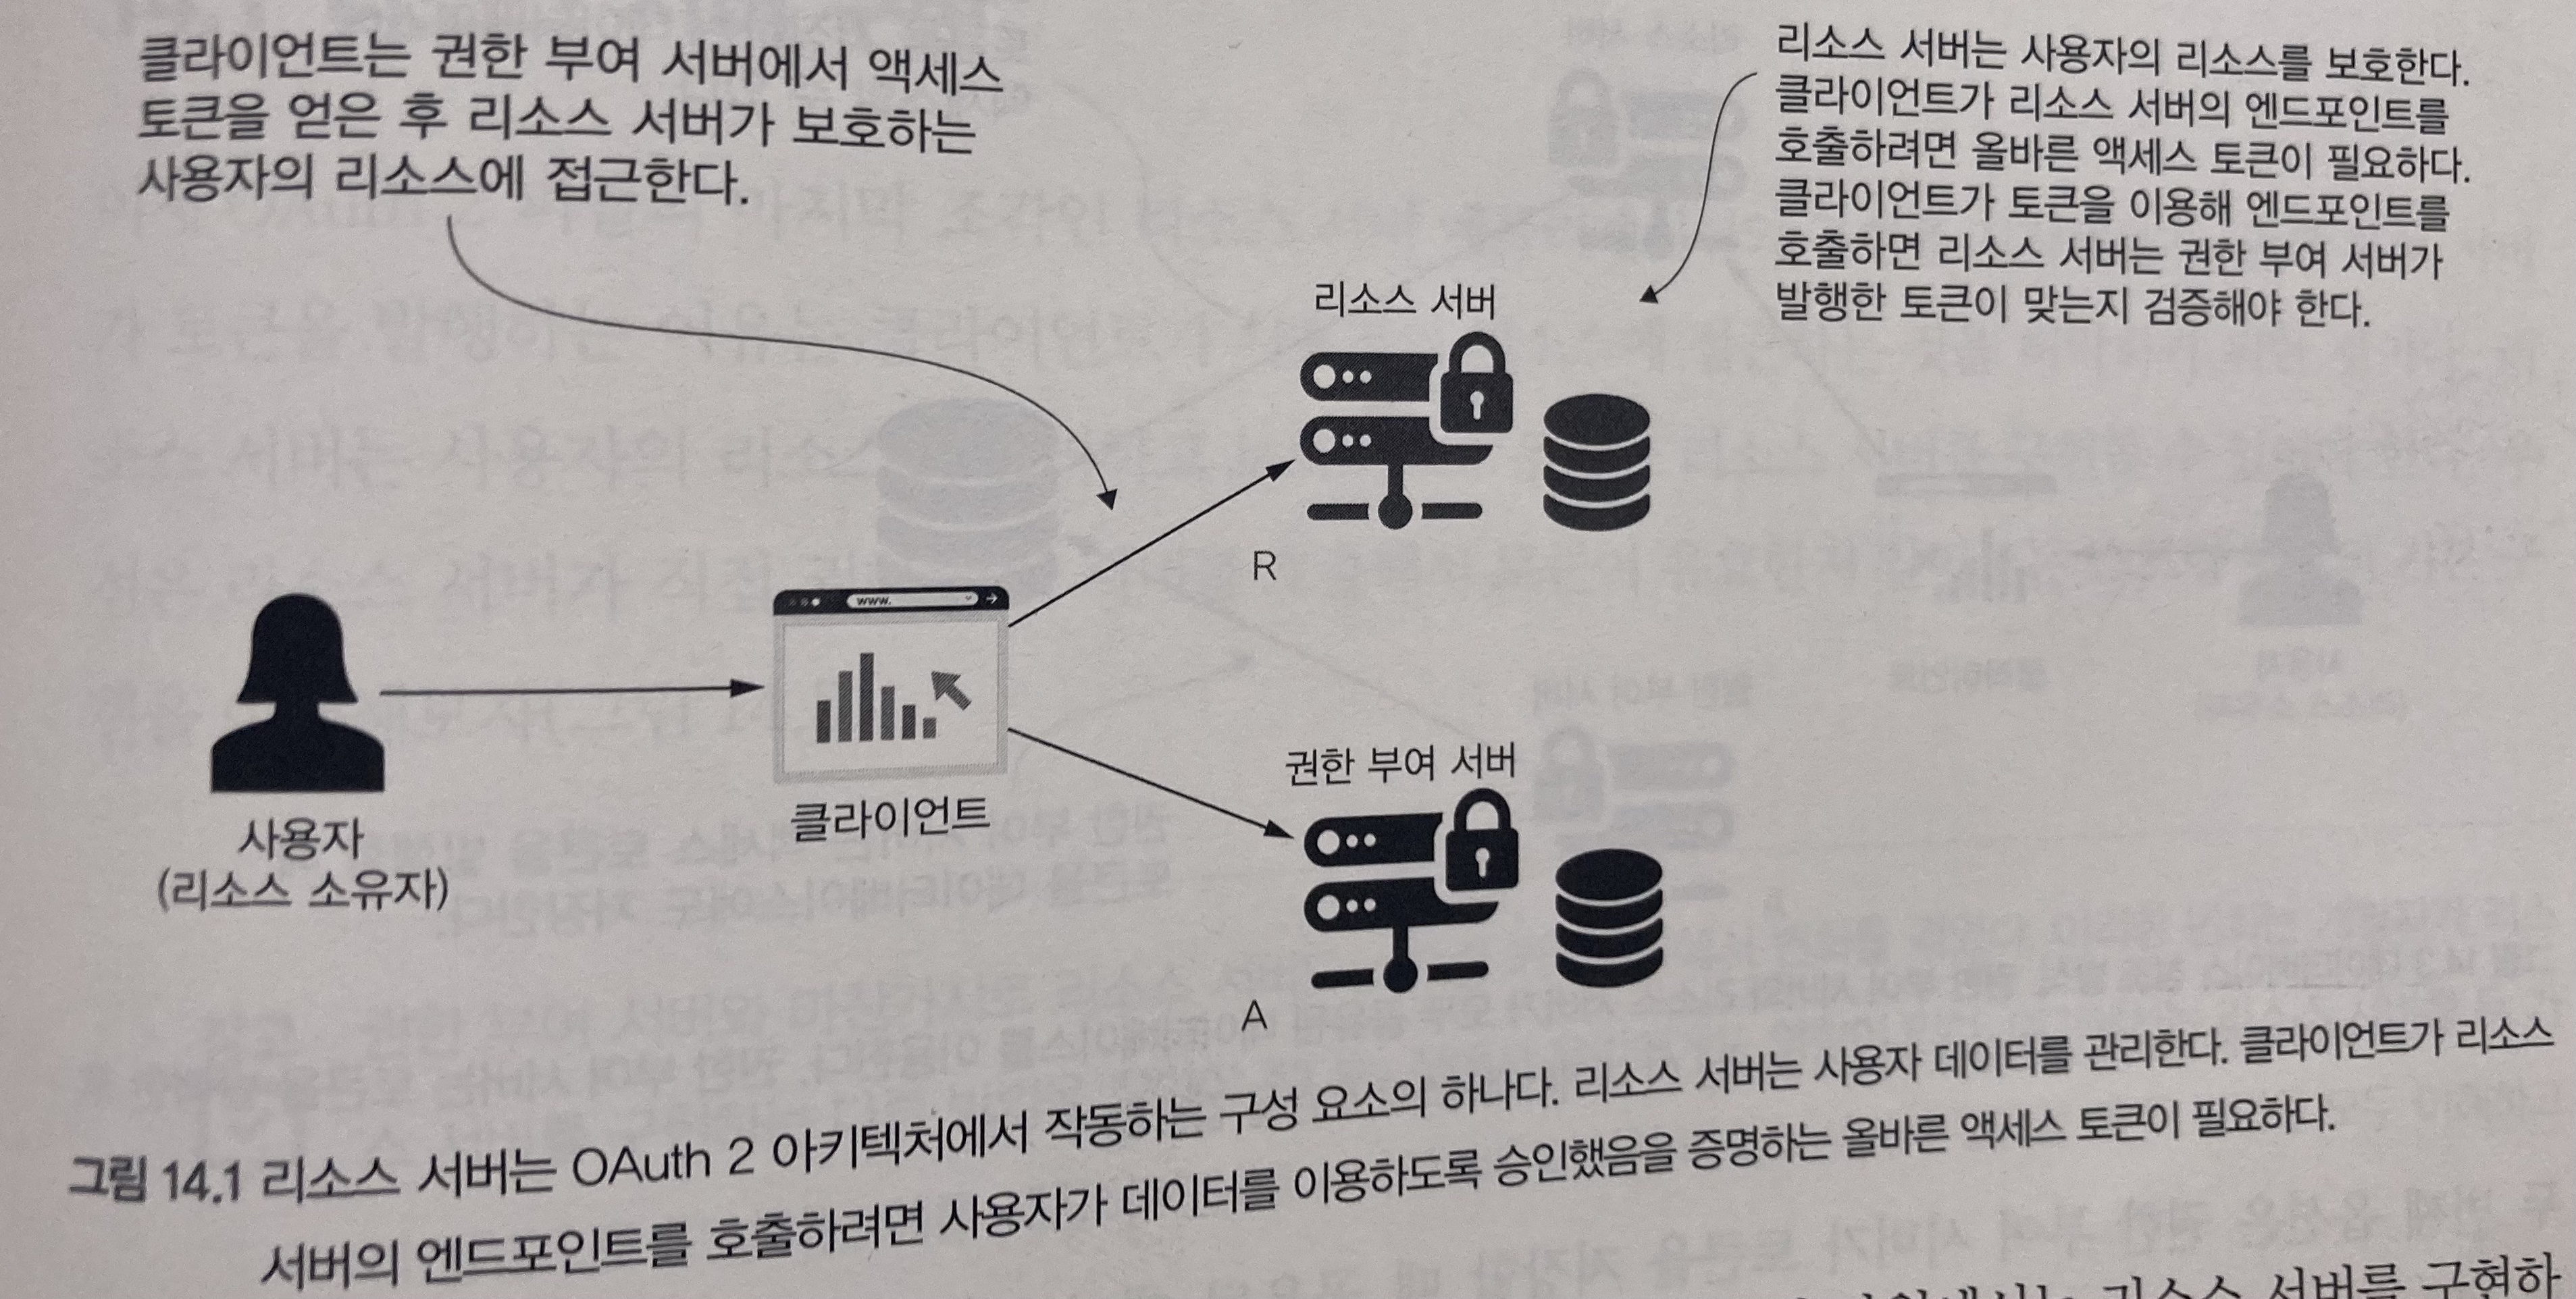 클라이언트는 권한 부여 서버에서 액세스
토큰을 얻은 후 리소스 서버가 보호하는
사용자의 리소스에 접근한다.
리소스 서버는 사용자의 리소스를 보호한다.
클라이언트가 리소스 서버의 엔드포인트를
호출하려면 올바른 액세스 토큰이 필요하다.
클라이언트가 토큰을 이용해 엔드포인트를
호출하면 리소스 서버는 권한 부여 서버가
발행한 토큰이 맞는지 검증해야 한다.
리소스 서버
R
www.
사용자
(리소스 소유자)
클라이언트
권한 부여 서버
A
그림 14.1 리소스 서버는 OAuth 2 아키텍처에서 작동하는 구성 요소의 하나다. 리소스 서버는 사용자 데이터를 관리한다. 클라이언트가 리소스
서버의 엔드포인트를 호출하려면 사용자가 데이터를 이용하도록 승인했음을 증명하는 올바른 액세스 토큰이 필요하다.
리소스 서버를 구현하